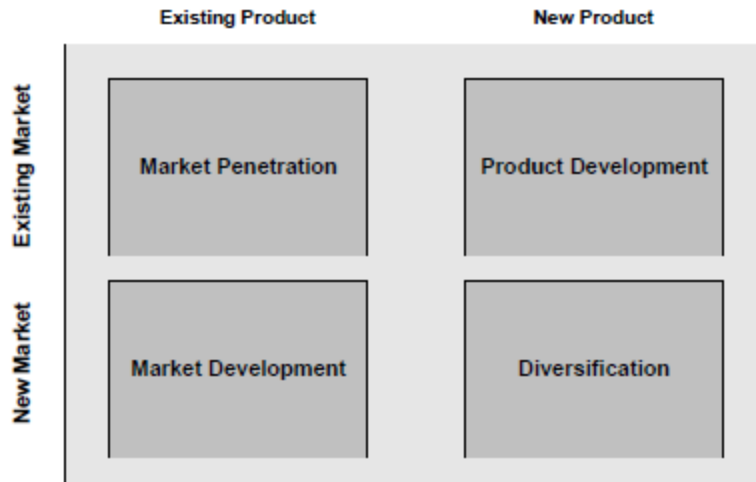 Existing Product
New Product
Existing Market
Market Penetration
Product Development
New Market
Market Development
Diversification